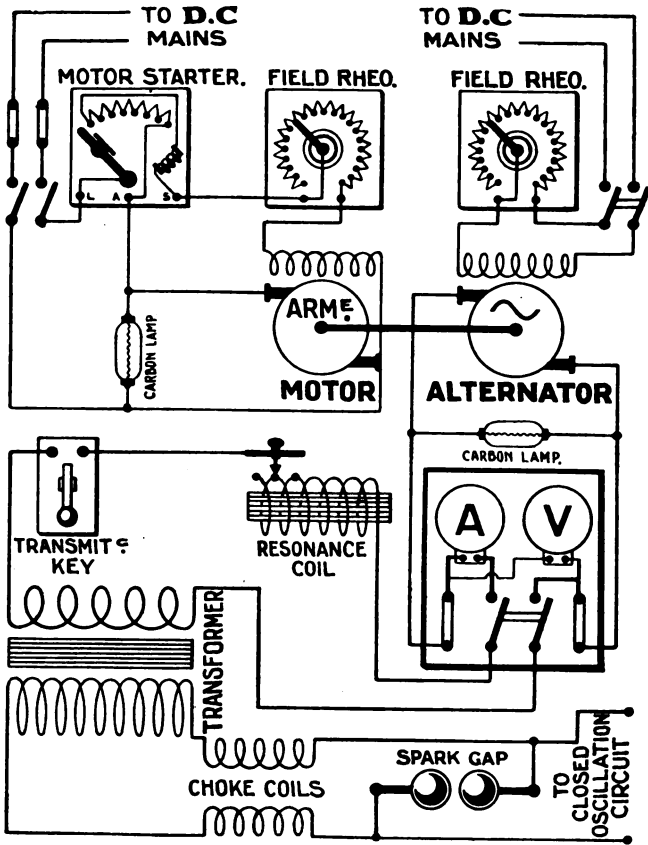 TO D.C
MAINS
TO D.C
MAINS
MOTOR STARTER.
FIELD RHEO.
FIELD RHEO.
L A S
ARME.
CARBON LAMP
MOTOR
ALTERNATOR
CARBON LAMP.
A
V
TRANSMITG
KEY
RESONANCE
COIL
TRANSFORMER
CHOKE COILS
SPARK GAP
TO
CLOSED
OSCILLATION
CIRCUIT